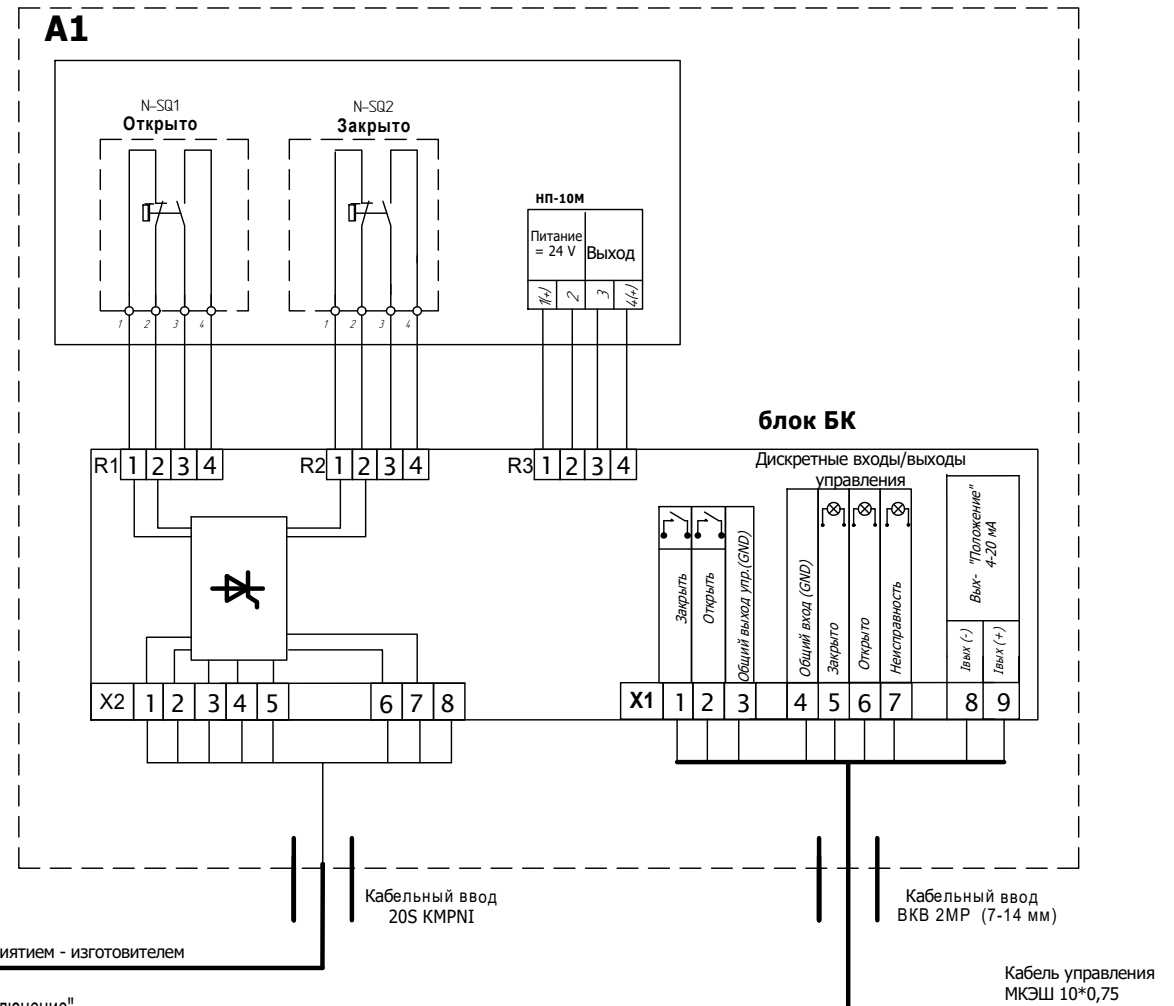 A1
N-SQ1
Открыто
N-SQ2
Закрыто
НП-10М
Питание
= 24 V
Выход
1(+) 2 3 4(+)
1 2 3 4
1 2 3 4
блок БК
R1 1 2 3 4
R2 1 2 3 4
R3 1 2 3 4
Дискретные входы/выходы
управления
Закрыть
Открыть
Общий выход упр.(GND)
Общий вход (GND)
Закрыто
Открыто
Неисправность
Вых- "Положение"
4-20 мА
Iвых (-)
Iвых (+)
X2 1 2 3 4 5 6 7 8
X1 1 2 3 4 5 6 7 8 9
Кабельный ввод
20S KMPNI
Кабельный ввод
ВКВ 2МР (7-14 мм)
иятием - изготовителем
Кабель управления
МКЭШ 10*0,75